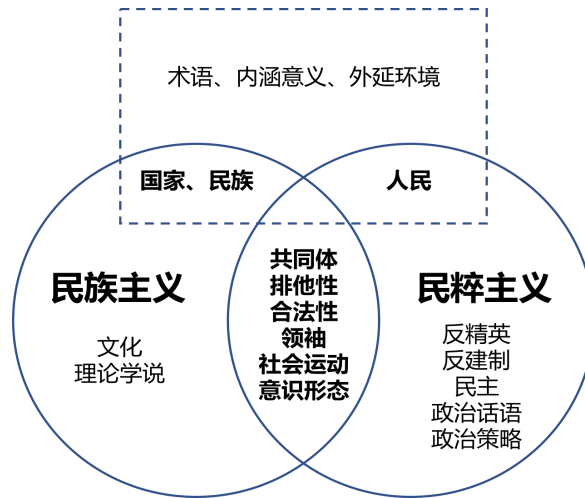 术语、内涵意义、外延环境
国家、民族
人民
民族主义
文化
理论学说
共同体
排他性
合法性
领袖
社会运动
意识形态
民粹主义
反精英
反建制
民主
政治话语
政治策略